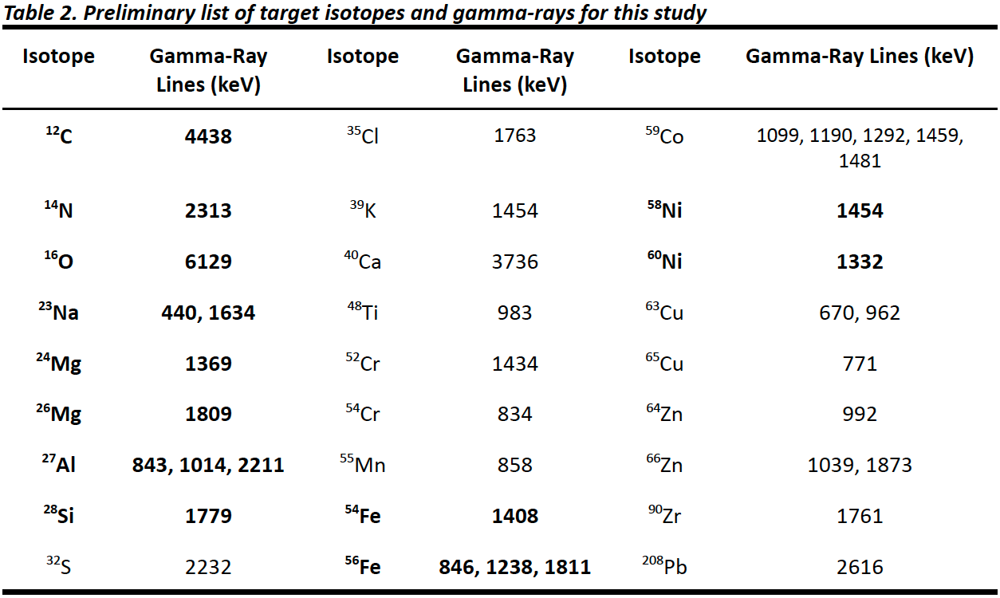 Table 2. Preliminary list of target isotopes and gamma-rays for this study
Isotope Gamma-Ray Isotope Gamma-Ray Isotope Gamma-Ray Lines (keV)
Lines (keV) Lines (keV)
¹²C 4438 ³⁵Cl 1763 ⁵⁹Co 1099, 1190, 1292, 1459,
1481
¹⁴N 2313 ³⁹K 1454 ⁵⁸Ni 1454
¹⁶O 6129 ⁴⁰Ca 3736 ⁶⁰Ni 1332
²³Na 440, 1634 ⁴⁸Ti 983 ⁶³Cu 670, 962
²⁴Mg 1369 ⁵²Cr 1434 ⁶⁵Cu 771
²⁶Mg 1809 ⁵⁴Cr 834 ⁶⁴Zn 992
²⁷Al 843, 1014, 2211 ⁵⁵Mn 858 ⁶⁶Zn 1039, 1873
²⁸Si 1779 ⁵⁴Fe 1408 ⁹⁰Zr 1761
³²S 2232 ⁵⁶Fe 846, 1238, 1811 ²⁰⁸Pb 2616